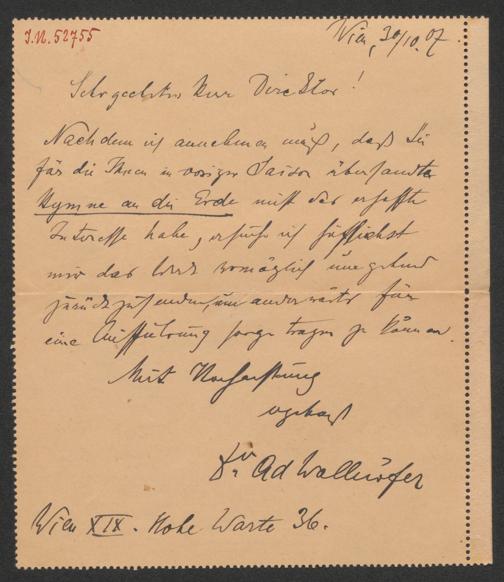 J.N. 52755
Wien, 30/10.07
Sehr geehrter Herr Direktor!
Nachdem ich annehmen muß, daß Sie
für die Ihnen in voriger Saison übersandte
Hymne an die Erde nicht das erhoffte
Interesse habe, ersuche ich höflichst
mir das Werk womöglich umgehend
zurückzusenden, um anderwärts für
eine Aufführung sorge tragen zu können.
Mit Hochachtung
ergebenst
Dr Ad Wallnöfer
Wien XIX. Hohe Warte 36.